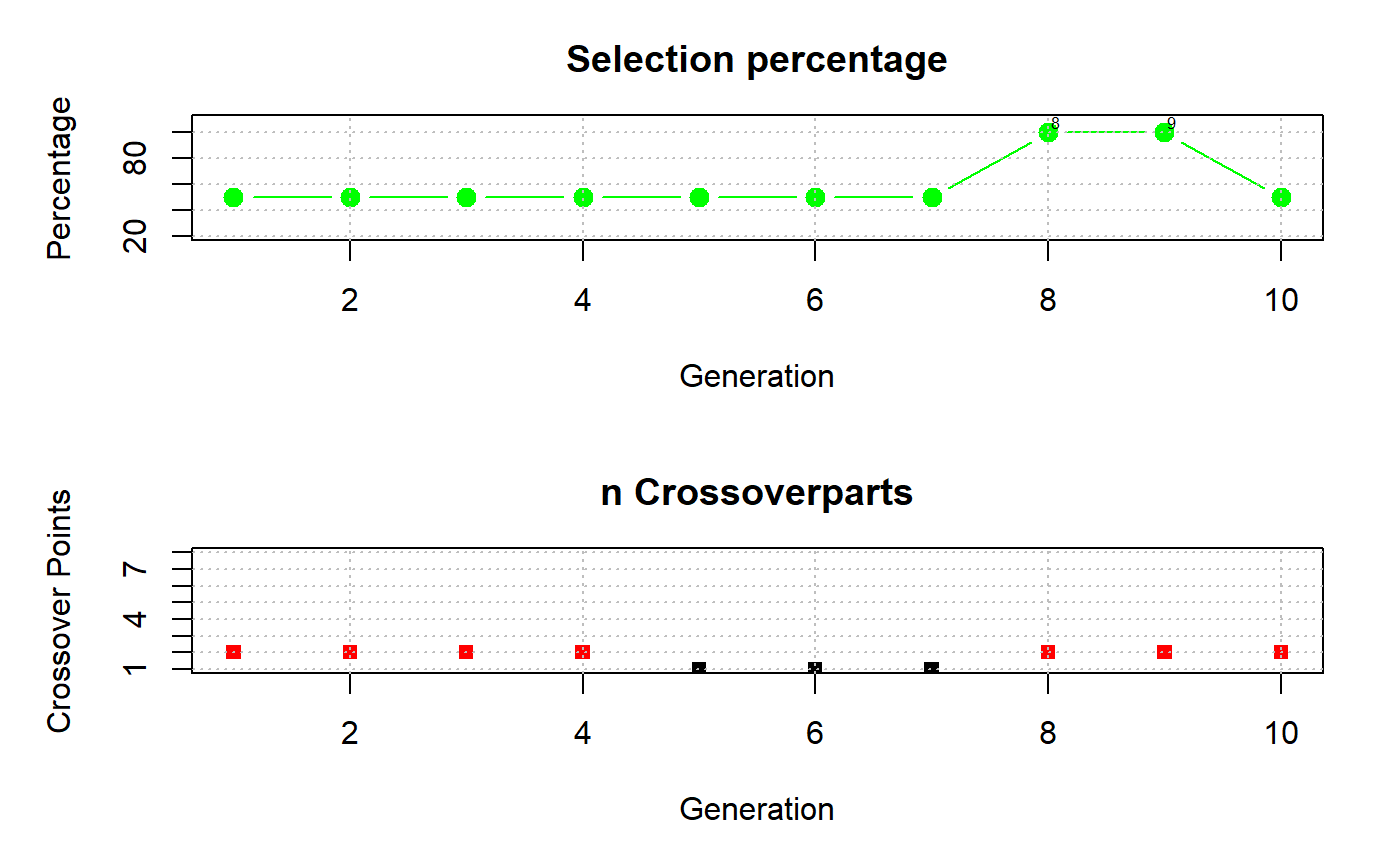 Selection percentage
Percentage
80
20
8
9
2 4 6 8 10
Generation
n Crossoverparts
Crossover Points
7
4
1
2 4 6 8 10
Generation